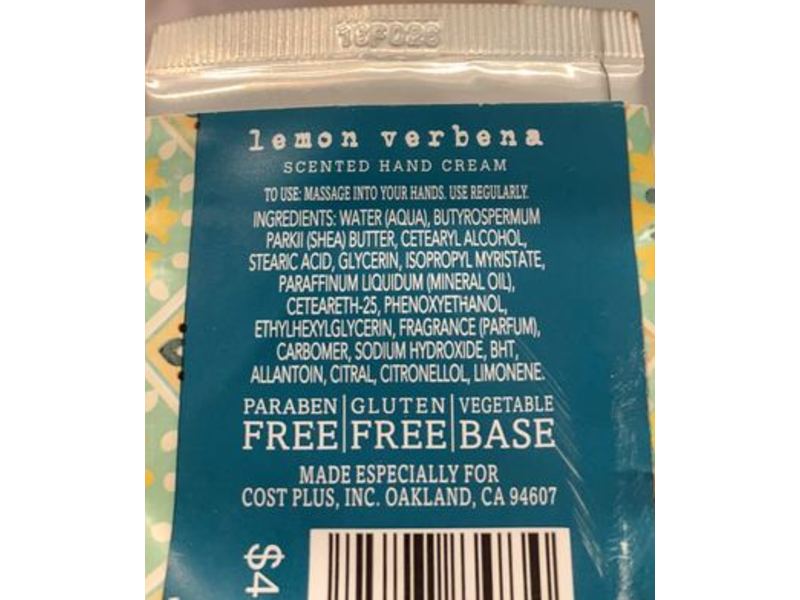 16F028
lemon verbena
SCENTED HAND CREAM
TO USE: MASSAGE INTO YOUR HANDS. USE REGULARLY.
INGREDIENTS: WATER (AQUA), BUTYROSPERMUM
PARKII (SHEA) BUTTER, CETEARYL ALCOHOL,
STEARIC ACID, GLYCERIN, ISOPROPYL MYRISTATE,
PARAFFINUM LIQUIDUM (MINERAL OIL),
CETEARETH-25, PHENOXYETHANOL,
ETHYLHEXYLGLYCERIN, FRAGRANCE (PARFUM),
CARBOMER, SODIUM HYDROXIDE, BHT,
ALLANTOIN, CITRAL, CITRONELLOL, LIMONENE.
PARABEN GLUTEN VEGETABLE
FREE FREE BASE
MADE ESPECIALLY FOR
COST PLUS, INC. OAKLAND, CA 94607
$4